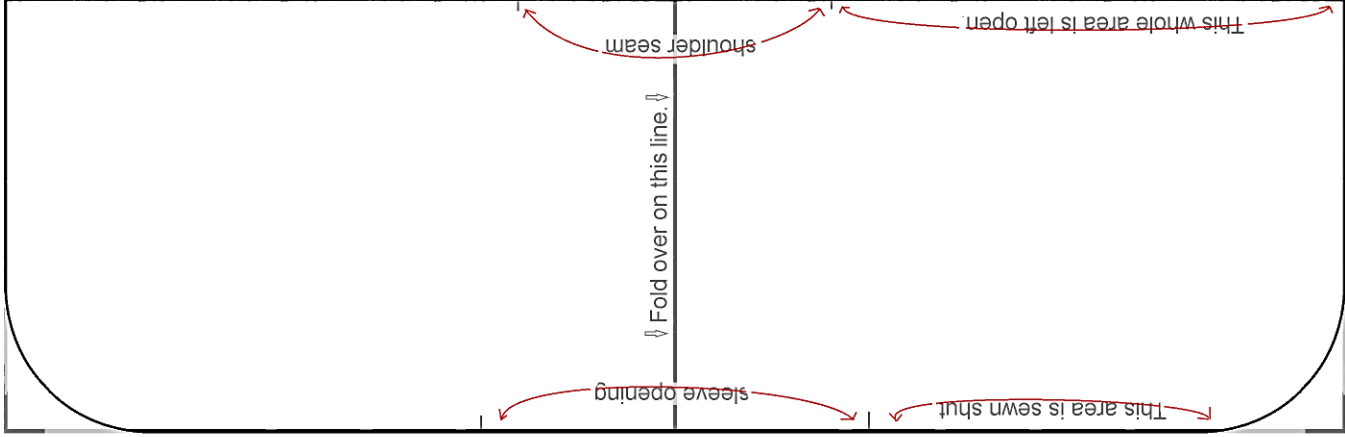 This whole area is left open.
shoulder seam
Fold over on this line.
sleeve opening
This area is sewn shut